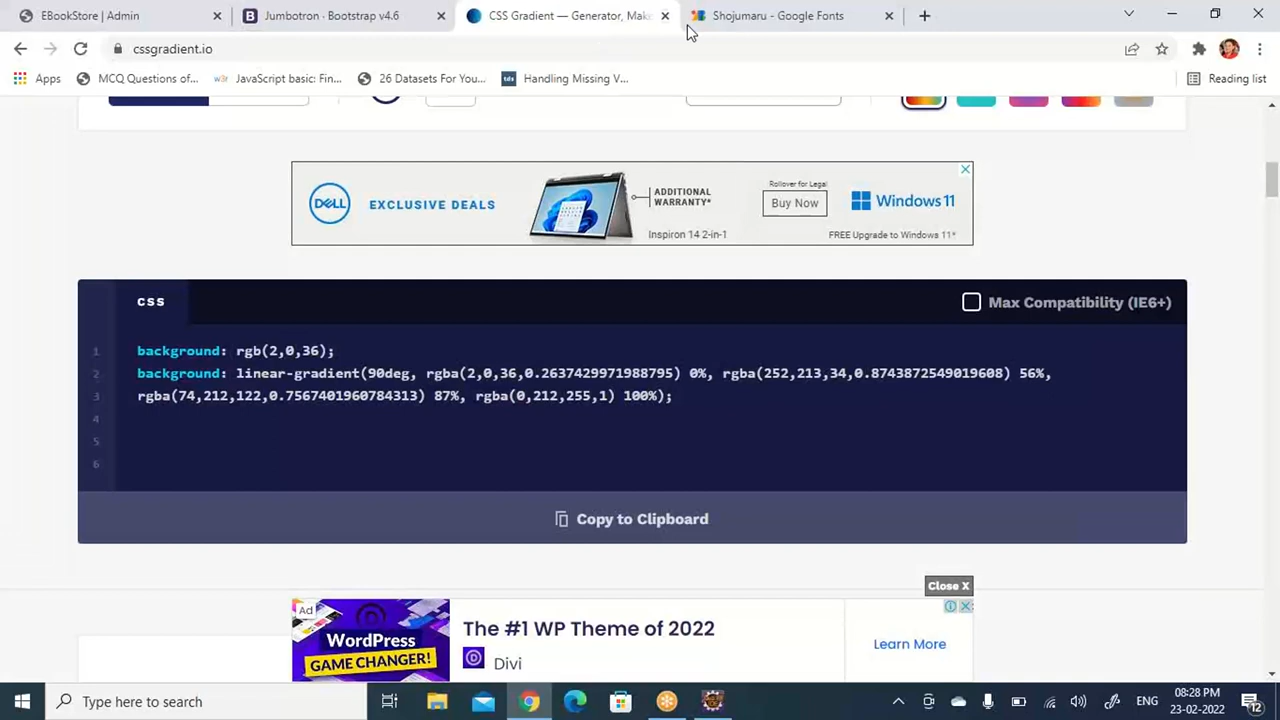 EBookStore | Admin
Jumbotron · Bootstrap v4.6
CSS Gradient — Generator, Make
Shojumaru - Google Fonts
cssgradient.io
Apps
MCQ Questions of...
JavaScript basic: Fin...
26 Datasets For You...
Handling Missing V...
Reading list
DELL
EXCLUSIVE DEALS
ADDITIONAL
WARRANTY*
Inspiron 14 2-in-1
Rollover for Legal
Buy Now
Windows 11
FREE Upgrade to Windows 11*
CSS
Max Compatibility (IE6+)
1 background: rgb(2,0,36);
2 background: linear-gradient(90deg, rgba(2,0,36,0.2637429971988795) 0%, rgba(252,213,34,0.8743872549019608) 56%,
3 rgba(74,212,122,0.7567401960784313) 87%, rgba(0,212,255,1) 100%);
4
5
6
Copy to Clipboard
Close X
Ad
WordPress
GAME CHANGER!
The #1 WP Theme of 2022
Divi
Learn More
Type here to search
ENG
08:28 PM
23-02-2022
12